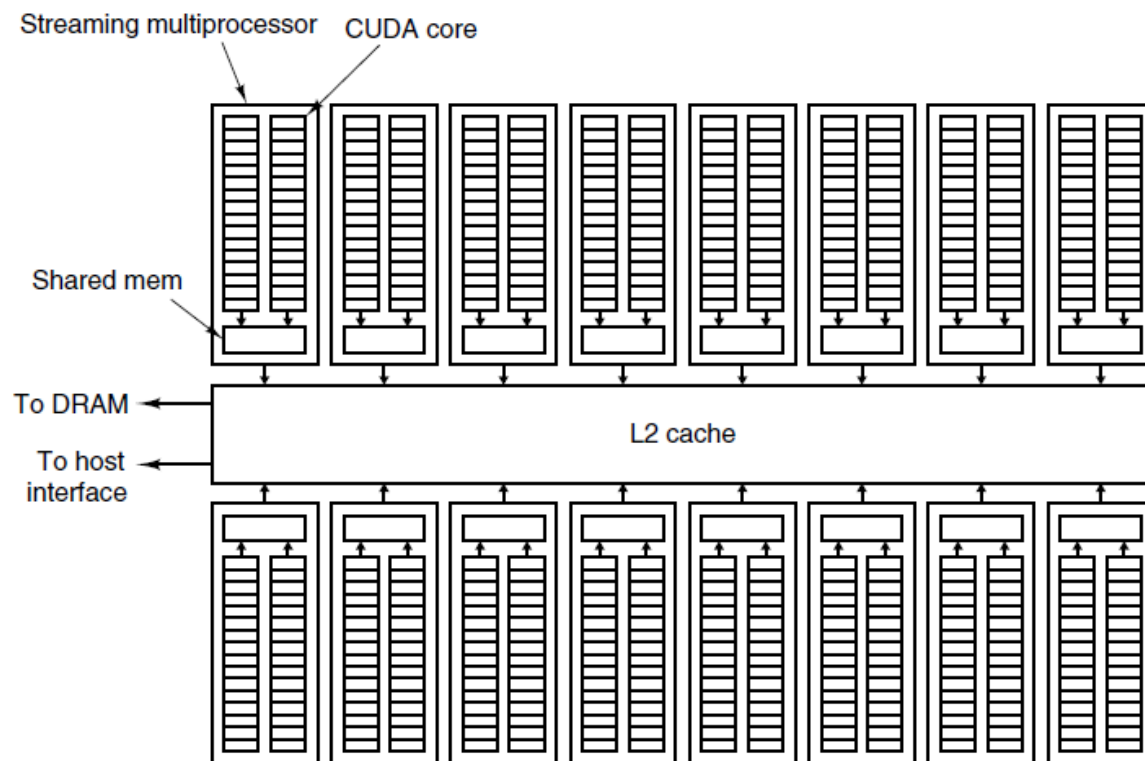 Streaming multiprocessor
CUDA core
Shared mem
To DRAM
L2 cache
To host
interface